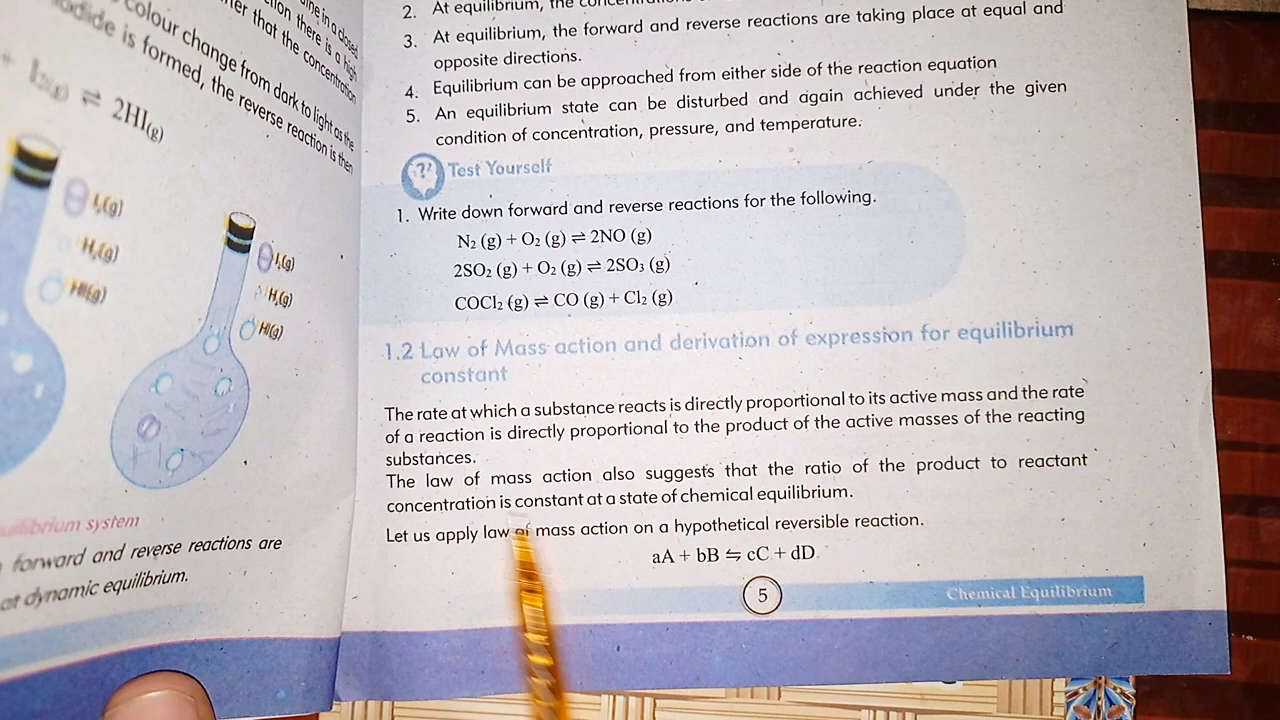 colour change from dark to light as the
iodide is formed, the reverse reaction is then
⇌ 2HI(g)
I₂(g)
H₂(g)
HI(g)
I₂(g)
H₂(g)
HI(g)
equilibrium system
forward and reverse reactions are
at dynamic equilibrium.
2. At equilibrium, the
3. At equilibrium, the forward and reverse reactions are taking place at equal and
opposite directions.
4. Equilibrium can be approached from either side of the reaction equation
5. An equilibrium state can be disturbed and again achieved under the given
condition of concentration, pressure, and temperature.
Test Yourself
1. Write down forward and reverse reactions for the following.
N₂ (g) + O₂ (g) ⇌ 2NO (g)
2SO₂ (g) + O₂ (g) ⇌ 2SO₃ (g)
COCl₂ (g) ⇌ CO (g) + Cl₂ (g)
1.2 Law of Mass action and derivation of expression for equilibrium
constant
The rate at which a substance reacts is directly proportional to its active mass and the rate
of a reaction is directly proportional to the product of the active masses of the reacting
substances.
The law of mass action also suggests that the ratio of the product to reactant
concentration is constant at a state of chemical equilibrium.
Let us apply law of mass action on a hypothetical reversible reaction.
aA + bB ⇋ cC + dD
5
Chemical Equilibrium